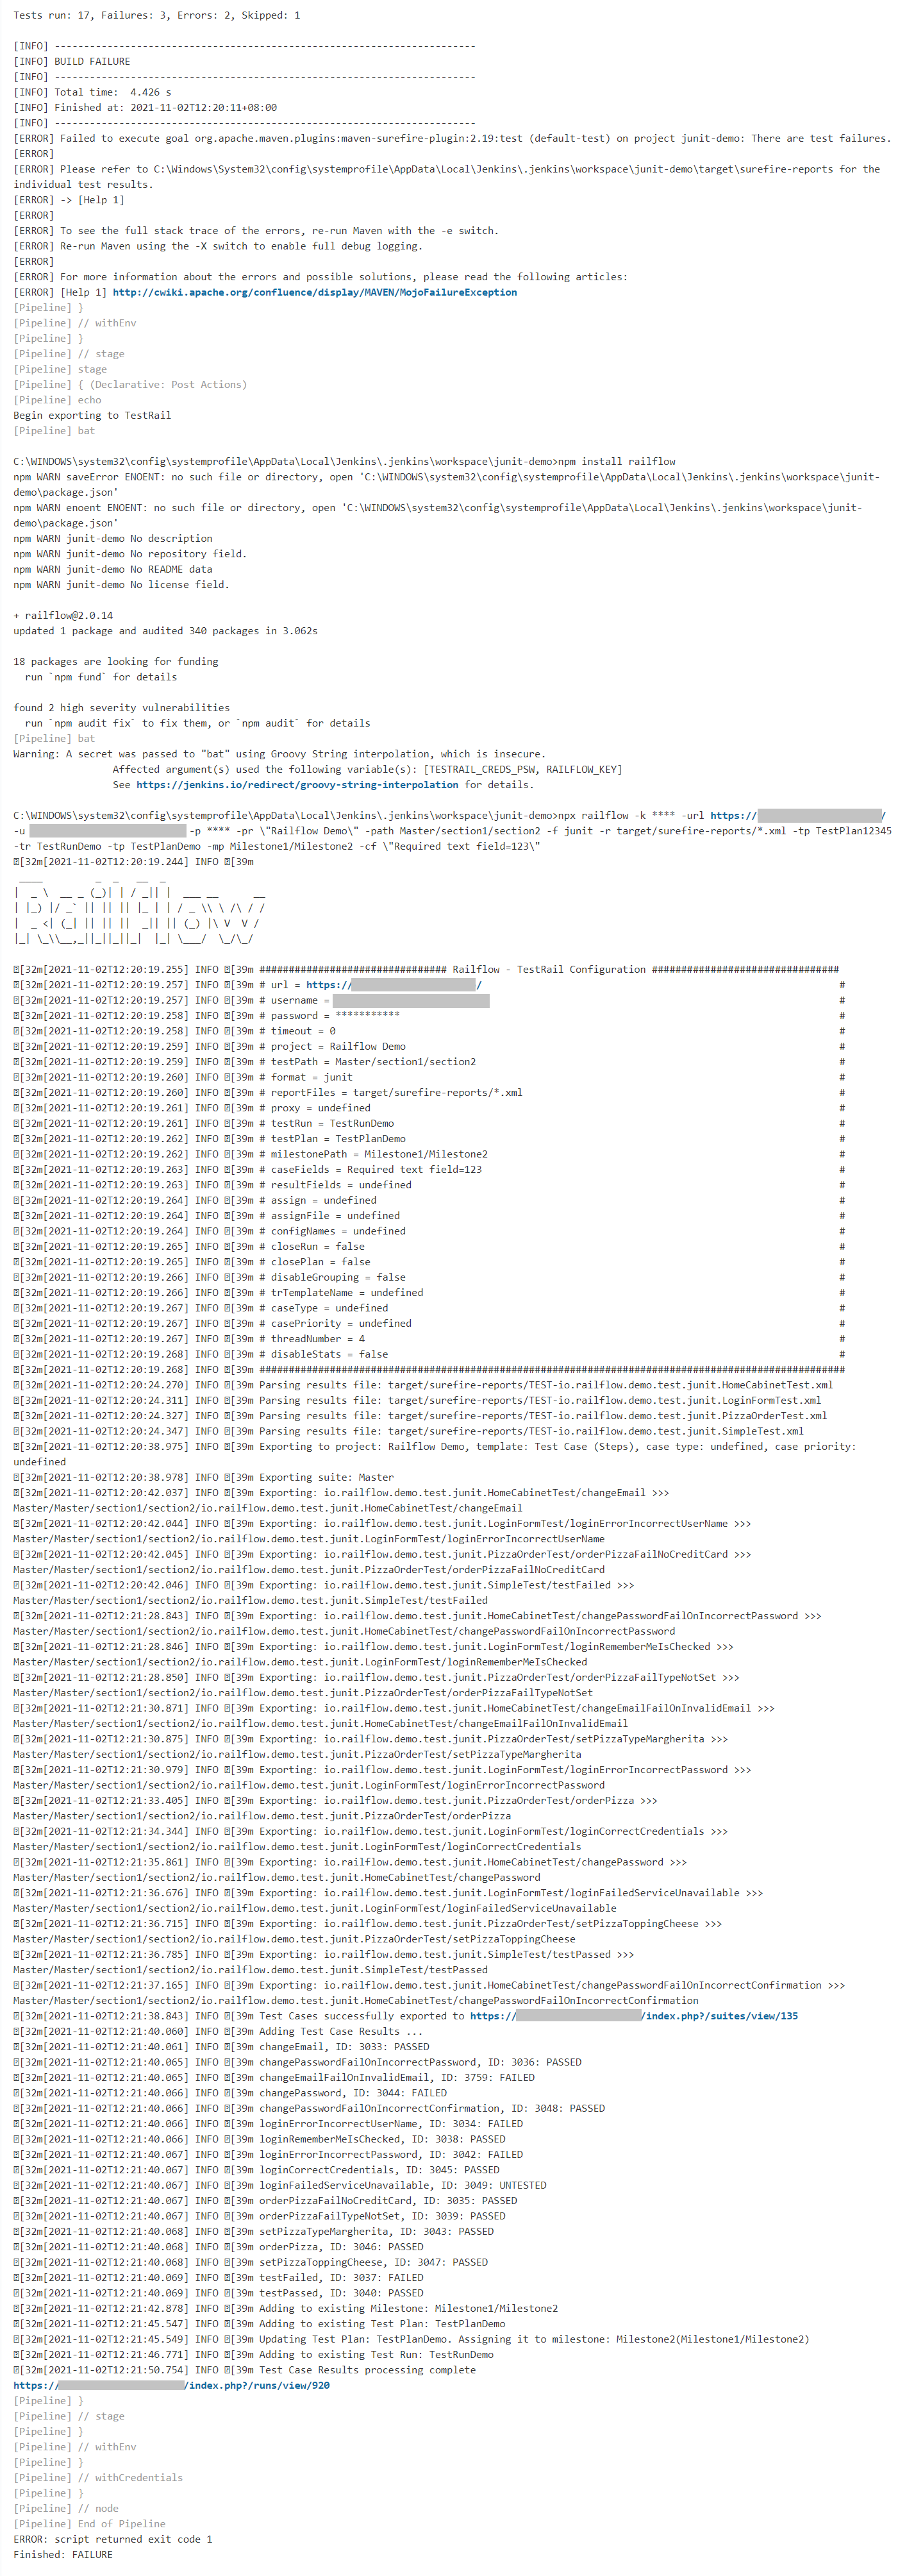 Tests run: 17, Failures: 3, Errors: 2, Skipped: 1
[INFO] ------------------------------------------------------------------------
[INFO] BUILD FAILURE
[INFO] ------------------------------------------------------------------------
[INFO] Total time:  4.426 s
[INFO] Finished at: 2021-11-02T12:20:11+08:00
[INFO] ------------------------------------------------------------------------
[ERROR] Failed to execute goal org.apache.maven.plugins:maven-surefire-plugin:2.19:test (default-test) on project junit-demo: There are test failures.
[ERROR]
[ERROR] Please refer to C:\Windows\System32\config\systemprofile\AppData\Local\Jenkins\.jenkins\workspace\junit-demo\target\surefire-reports for the
individual test results.
[ERROR] -> [Help 1]
[ERROR]
[ERROR] To see the full stack trace of the errors, re-run Maven with the -e switch.
[ERROR] Re-run Maven using the -X switch to enable full debug logging.
[ERROR]
[ERROR] For more information about the errors and possible solutions, please read the following articles:
[ERROR] [Help 1] http://cwiki.apache.org/confluence/display/MAVEN/MojoFailureException
[Pipeline] }
[Pipeline] // withEnv
[Pipeline] }
[Pipeline] // stage
[Pipeline] stage
[Pipeline] { (Declarative: Post Actions)
[Pipeline] echo
Begin exporting to TestRail
[Pipeline] bat
C:\WINDOWS\system32\config\systemprofile\AppData\Local\Jenkins\.jenkins\workspace\junit-demo>npm install railflow
npm WARN saveError ENOENT: no such file or directory, open 'C:\WINDOWS\system32\config\systemprofile\AppData\Local\Jenkins\.jenkins\workspace\junit-
demo\package.json'
npm WARN enoent ENOENT: no such file or directory, open 'C:\WINDOWS\system32\config\systemprofile\AppData\Local\Jenkins\.jenkins\workspace\junit-
demo\package.json'
npm WARN junit-demo No description
npm WARN junit-demo No repository field.
npm WARN junit-demo No README data
npm WARN junit-demo No license field.
+ railflow@2.0.14
updated 1 package and audited 340 packages in 3.062s
18 packages are looking for funding
  run `npm fund` for details
found 2 high severity vulnerabilities
  run `npm audit fix` to fix them, or `npm audit` for details
[Pipeline] bat
Warning: A secret was passed to "bat" using Groovy String interpolation, which is insecure.
Affected argument(s) used the following variable(s): [TESTRAIL_CREDS_PSW, RAILFLOW_KEY]
See https://jenkins.io/redirect/groovy-string-interpolation for details.
C:\WINDOWS\system32\config\systemprofile\AppData\Local\Jenkins\.jenkins\workspace\junit-demo>npx railflow -k **** -url https:// /
-u -p **** -pr \"Railflow Demo\" -path Master/section1/section2 -f junit -r target/surefire-reports/*.xml -tp TestPlan12345
-tr TestRunDemo -tp TestPlanDemo -mp Milestone1/Milestone2 -cf \"Required text field=123\"
[32m[2021-11-02T12:20:19.244] INFO [39m
[32m[2021-11-02T12:20:19.255] INFO [39m ################################ Railflow - TestRail Configuration ################################
[32m[2021-11-02T12:20:19.257] INFO [39m # url = https:// / #
[32m[2021-11-02T12:20:19.257] INFO [39m # username = #
[32m[2021-11-02T12:20:19.258] INFO [39m # password = *********** #
[32m[2021-11-02T12:20:19.258] INFO [39m # timeout = 0 #
[32m[2021-11-02T12:20:19.259] INFO [39m # project = Railflow Demo #
[32m[2021-11-02T12:20:19.259] INFO [39m # testPath = Master/section1/section2 #
[32m[2021-11-02T12:20:19.260] INFO [39m # format = junit #
[32m[2021-11-02T12:20:19.260] INFO [39m # reportFiles = target/surefire-reports/*.xml #
[32m[2021-11-02T12:20:19.261] INFO [39m # proxy = undefined #
[32m[2021-11-02T12:20:19.261] INFO [39m # testRun = TestRunDemo #
[32m[2021-11-02T12:20:19.262] INFO [39m # testPlan = TestPlanDemo #
[32m[2021-11-02T12:20:19.262] INFO [39m # milestonePath = Milestone1/Milestone2 #
[32m[2021-11-02T12:20:19.263] INFO [39m # caseFields = Required text field=123 #
[32m[2021-11-02T12:20:19.263] INFO [39m # resultFields = undefined #
[32m[2021-11-02T12:20:19.264] INFO [39m # assign = undefined #
[32m[2021-11-02T12:20:19.264] INFO [39m # assignFile = undefined #
[32m[2021-11-02T12:20:19.264] INFO [39m # configNames = undefined #
[32m[2021-11-02T12:20:19.265] INFO [39m # closeRun = false #
[32m[2021-11-02T12:20:19.265] INFO [39m # closePlan = false #
[32m[2021-11-02T12:20:19.266] INFO [39m # disableGrouping = false #
[32m[2021-11-02T12:20:19.266] INFO [39m # trTemplateName = undefined #
[32m[2021-11-02T12:20:19.267] INFO [39m # caseType = undefined #
[32m[2021-11-02T12:20:19.267] INFO [39m # casePriority = undefined #
[32m[2021-11-02T12:20:19.267] INFO [39m # threadNumber = 4 #
[32m[2021-11-02T12:20:19.268] INFO [39m # disableStats = false #
[32m[2021-11-02T12:20:19.268] INFO [39m ####################################################################################################
[32m[2021-11-02T12:20:24.270] INFO [39m Parsing results file: target/surefire-reports/TEST-io.railflow.demo.test.junit.HomeCabinetTest.xml
[32m[2021-11-02T12:20:24.311] INFO [39m Parsing results file: target/surefire-reports/TEST-io.railflow.demo.test.junit.LoginFormTest.xml
[32m[2021-11-02T12:20:24.327] INFO [39m Parsing results file: target/surefire-reports/TEST-io.railflow.demo.test.junit.PizzaOrderTest.xml
[32m[2021-11-02T12:20:24.347] INFO [39m Parsing results file: target/surefire-reports/TEST-io.railflow.demo.test.junit.SimpleTest.xml
[32m[2021-11-02T12:20:38.975] INFO [39m Exporting to project: Railflow Demo, template: Test Case (Steps), case type: undefined, case priority:
undefined
[32m[2021-11-02T12:20:38.978] INFO [39m Exporting suite: Master
[32m[2021-11-02T12:20:42.037] INFO [39m Exporting: io.railflow.demo.test.junit.HomeCabinetTest/changeEmail >>>
Master/Master/section1/section2/io.railflow.demo.test.junit.HomeCabinetTest/changeEmail
[32m[2021-11-02T12:20:42.044] INFO [39m Exporting: io.railflow.demo.test.junit.LoginFormTest/loginErrorIncorrectUserName >>>
Master/Master/section1/section2/io.railflow.demo.test.junit.LoginFormTest/loginErrorIncorrectUserName
[32m[2021-11-02T12:20:42.045] INFO [39m Exporting: io.railflow.demo.test.junit.PizzaOrderTest/orderPizzaFailNoCreditCard >>>
Master/Master/section1/section2/io.railflow.demo.test.junit.PizzaOrderTest/orderPizzaFailNoCreditCard
[32m[2021-11-02T12:20:42.046] INFO [39m Exporting: io.railflow.demo.test.junit.SimpleTest/testFailed >>>
Master/Master/section1/section2/io.railflow.demo.test.junit.SimpleTest/testFailed
[32m[2021-11-02T12:21:28.843] INFO [39m Exporting: io.railflow.demo.test.junit.HomeCabinetTest/changePasswordFailOnIncorrectPassword >>>
Master/Master/section1/section2/io.railflow.demo.test.junit.HomeCabinetTest/changePasswordFailOnIncorrectPassword
[32m[2021-11-02T12:21:28.846] INFO [39m Exporting: io.railflow.demo.test.junit.LoginFormTest/loginRememberMeIsChecked >>>
Master/Master/section1/section2/io.railflow.demo.test.junit.LoginFormTest/loginRememberMeIsChecked
[32m[2021-11-02T12:21:28.850] INFO [39m Exporting: io.railflow.demo.test.junit.PizzaOrderTest/orderPizzaFailTypeNotSet >>>
Master/Master/section1/section2/io.railflow.demo.test.junit.PizzaOrderTest/orderPizzaFailTypeNotSet
[32m[2021-11-02T12:21:30.871] INFO [39m Exporting: io.railflow.demo.test.junit.HomeCabinetTest/changeEmailFailOnInvalidEmail >>>
Master/Master/section1/section2/io.railflow.demo.test.junit.HomeCabinetTest/changeEmailFailOnInvalidEmail
[32m[2021-11-02T12:21:30.875] INFO [39m Exporting: io.railflow.demo.test.junit.PizzaOrderTest/setPizzaTypeMargherita >>>
Master/Master/section1/section2/io.railflow.demo.test.junit.PizzaOrderTest/setPizzaTypeMargherita
[32m[2021-11-02T12:21:30.979] INFO [39m Exporting: io.railflow.demo.test.junit.LoginFormTest/loginErrorIncorrectPassword >>>
Master/Master/section1/section2/io.railflow.demo.test.junit.LoginFormTest/loginErrorIncorrectPassword
[32m[2021-11-02T12:21:33.405] INFO [39m Exporting: io.railflow.demo.test.junit.PizzaOrderTest/orderPizza >>>
Master/Master/section1/section2/io.railflow.demo.test.junit.PizzaOrderTest/orderPizza
[32m[2021-11-02T12:21:34.344] INFO [39m Exporting: io.railflow.demo.test.junit.LoginFormTest/loginCorrectCredentials >>>
Master/Master/section1/section2/io.railflow.demo.test.junit.LoginFormTest/loginCorrectCredentials
[32m[2021-11-02T12:21:35.861] INFO [39m Exporting: io.railflow.demo.test.junit.HomeCabinetTest/changePassword >>>
Master/Master/section1/section2/io.railflow.demo.test.junit.HomeCabinetTest/changePassword
[32m[2021-11-02T12:21:36.676] INFO [39m Exporting: io.railflow.demo.test.junit.LoginFormTest/loginFailedServiceUnavailable >>>
Master/Master/section1/section2/io.railflow.demo.test.junit.LoginFormTest/loginFailedServiceUnavailable
[32m[2021-11-02T12:21:36.715] INFO [39m Exporting: io.railflow.demo.test.junit.PizzaOrderTest/setPizzaToppingCheese >>>
Master/Master/section1/section2/io.railflow.demo.test.junit.PizzaOrderTest/setPizzaToppingCheese
[32m[2021-11-02T12:21:36.785] INFO [39m Exporting: io.railflow.demo.test.junit.SimpleTest/testPassed >>>
Master/Master/section1/section2/io.railflow.demo.test.junit.SimpleTest/testPassed
[32m[2021-11-02T12:21:37.165] INFO [39m Exporting: io.railflow.demo.test.junit.HomeCabinetTest/changePasswordFailOnIncorrectConfirmation >>>
Master/Master/section1/section2/io.railflow.demo.test.junit.HomeCabinetTest/changePasswordFailOnIncorrectConfirmation
[32m[2021-11-02T12:21:38.843] INFO [39m Test Cases successfully exported to https:// /index.php?/suites/view/135
[32m[2021-11-02T12:21:40.060] INFO [39m Adding Test Case Results ...
[32m[2021-11-02T12:21:40.061] INFO [39m changeEmail, ID: 3033: PASSED
[32m[2021-11-02T12:21:40.065] INFO [39m changePasswordFailOnIncorrectPassword, ID: 3036: PASSED
[32m[2021-11-02T12:21:40.065] INFO [39m changeEmailFailOnInvalidEmail, ID: 3759: FAILED
[32m[2021-11-02T12:21:40.066] INFO [39m changePassword, ID: 3044: FAILED
[32m[2021-11-02T12:21:40.066] INFO [39m changePasswordFailOnIncorrectConfirmation, ID: 3048: PASSED
[32m[2021-11-02T12:21:40.066] INFO [39m loginErrorIncorrectUserName, ID: 3034: FAILED
[32m[2021-11-02T12:21:40.066] INFO [39m loginRememberMeIsChecked, ID: 3038: PASSED
[32m[2021-11-02T12:21:40.067] INFO [39m loginErrorIncorrectPassword, ID: 3042: FAILED
[32m[2021-11-02T12:21:40.067] INFO [39m loginCorrectCredentials, ID: 3045: PASSED
[32m[2021-11-02T12:21:40.067] INFO [39m loginFailedServiceUnavailable, ID: 3049: UNTESTED
[32m[2021-11-02T12:21:40.067] INFO [39m orderPizzaFailNoCreditCard, ID: 3035: PASSED
[32m[2021-11-02T12:21:40.067] INFO [39m orderPizzaFailTypeNotSet, ID: 3039: PASSED
[32m[2021-11-02T12:21:40.068] INFO [39m setPizzaTypeMargherita, ID: 3043: PASSED
[32m[2021-11-02T12:21:40.068] INFO [39m orderPizza, ID: 3046: PASSED
[32m[2021-11-02T12:21:40.068] INFO [39m setPizzaToppingCheese, ID: 3047: PASSED
[32m[2021-11-02T12:21:40.069] INFO [39m testFailed, ID: 3037: FAILED
[32m[2021-11-02T12:21:40.069] INFO [39m testPassed, ID: 3040: PASSED
[32m[2021-11-02T12:21:42.878] INFO [39m Adding to existing Milestone: Milestone1/Milestone2
[32m[2021-11-02T12:21:45.547] INFO [39m Adding to existing Test Plan: TestPlanDemo
[32m[2021-11-02T12:21:45.549] INFO [39m Updating Test Plan: TestPlanDemo. Assigning it to milestone: Milestone2(Milestone1/Milestone2)
[32m[2021-11-02T12:21:46.771] INFO [39m Adding to existing Test Run: TestRunDemo
[32m[2021-11-02T12:21:50.754] INFO [39m Test Case Results processing complete
https:// /index.php?/runs/view/920
[Pipeline] }
[Pipeline] // stage
[Pipeline] }
[Pipeline] // withEnv
[Pipeline] }
[Pipeline] // withCredentials
[Pipeline] }
[Pipeline] // node
[Pipeline] End of Pipeline
ERROR: script returned exit code 1
Finished: FAILURE